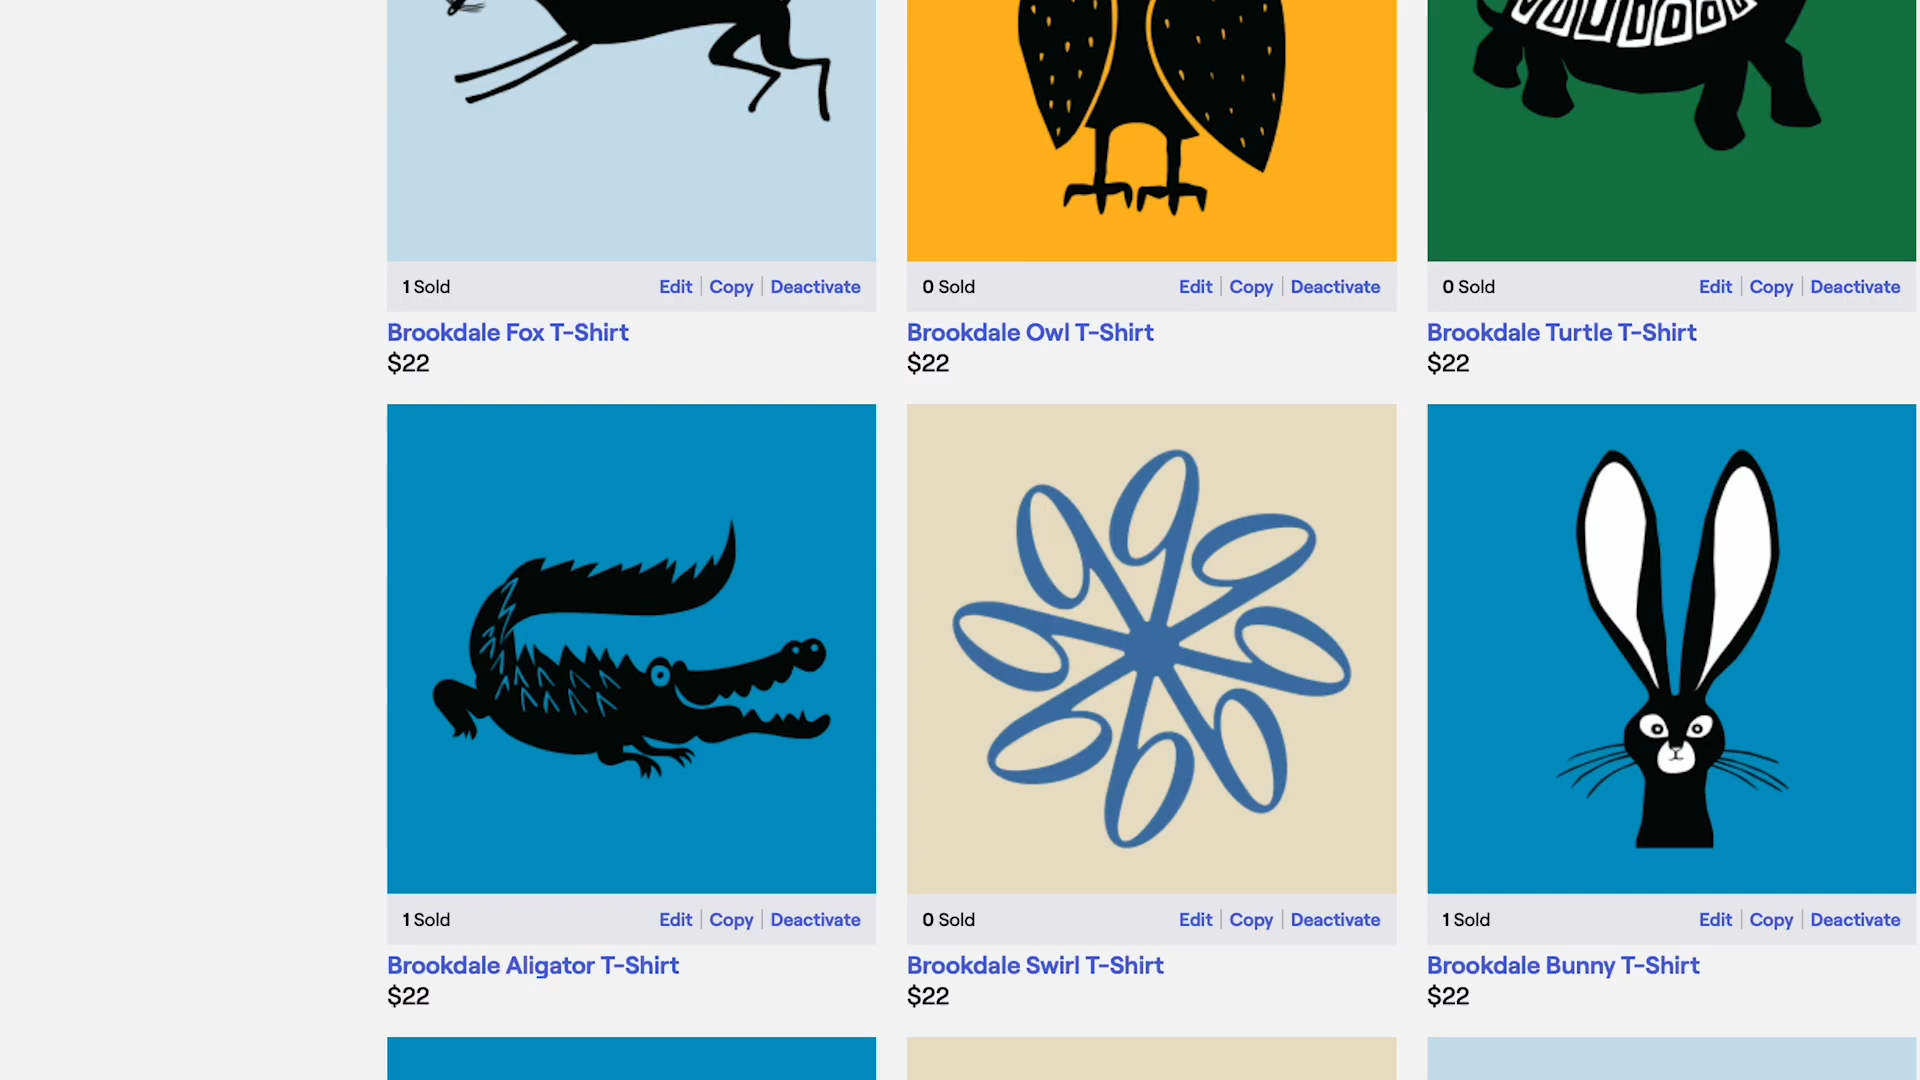 1 Sold Edit Copy Deactivate
0 Sold Edit Copy Deactivate
0 Sold Edit Copy Deactivate
Brookdale Fox T-Shirt
$22
Brookdale Owl T-Shirt
$22
Brookdale Turtle T-Shirt
$22
1 Sold Edit Copy Deactivate
0 Sold Edit Copy Deactivate
1 Sold Edit Copy Deactivate
Brookdale Aligator T-Shirt
$22
Brookdale Swirl T-Shirt
$22
Brookdale Bunny T-Shirt
$22